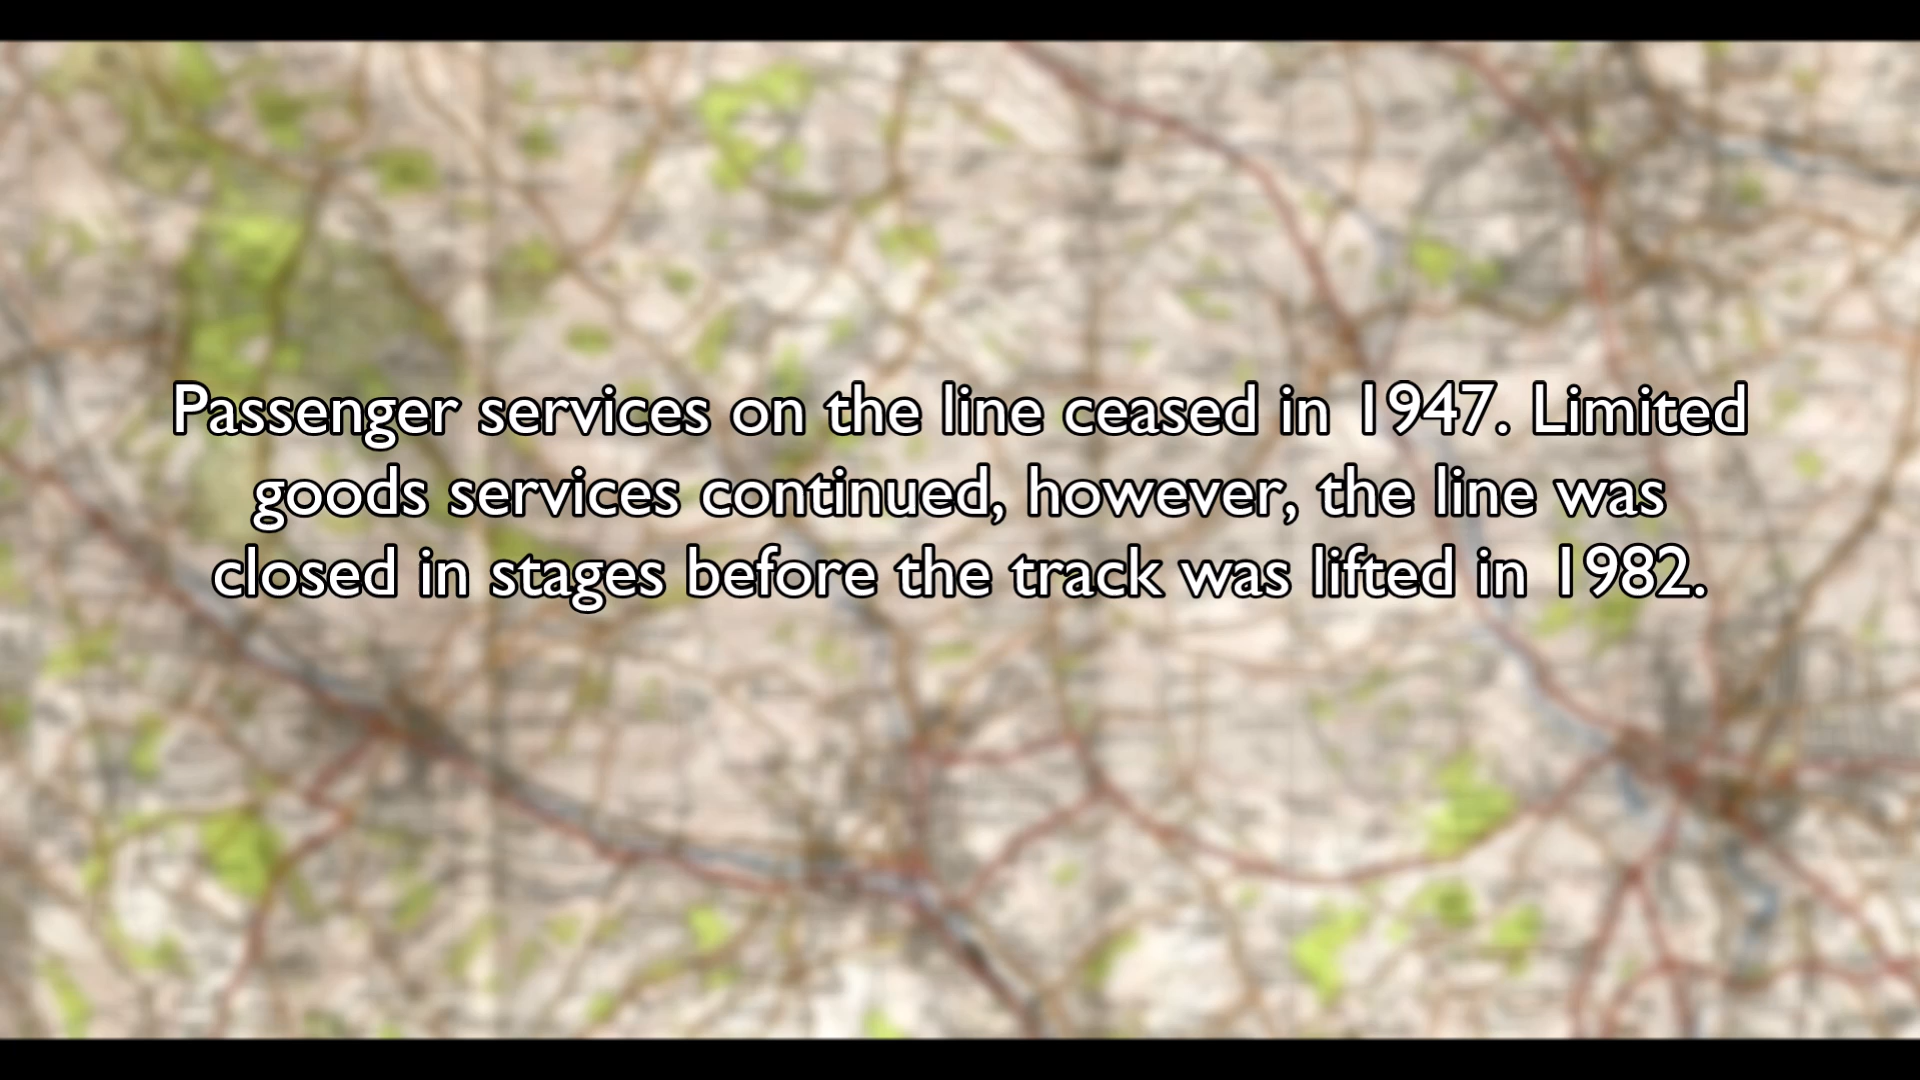 Passenger services on the line ceased in 1947. Limited
goods services continued, however, the line was
closed in stages before the track was lifted in 1982.